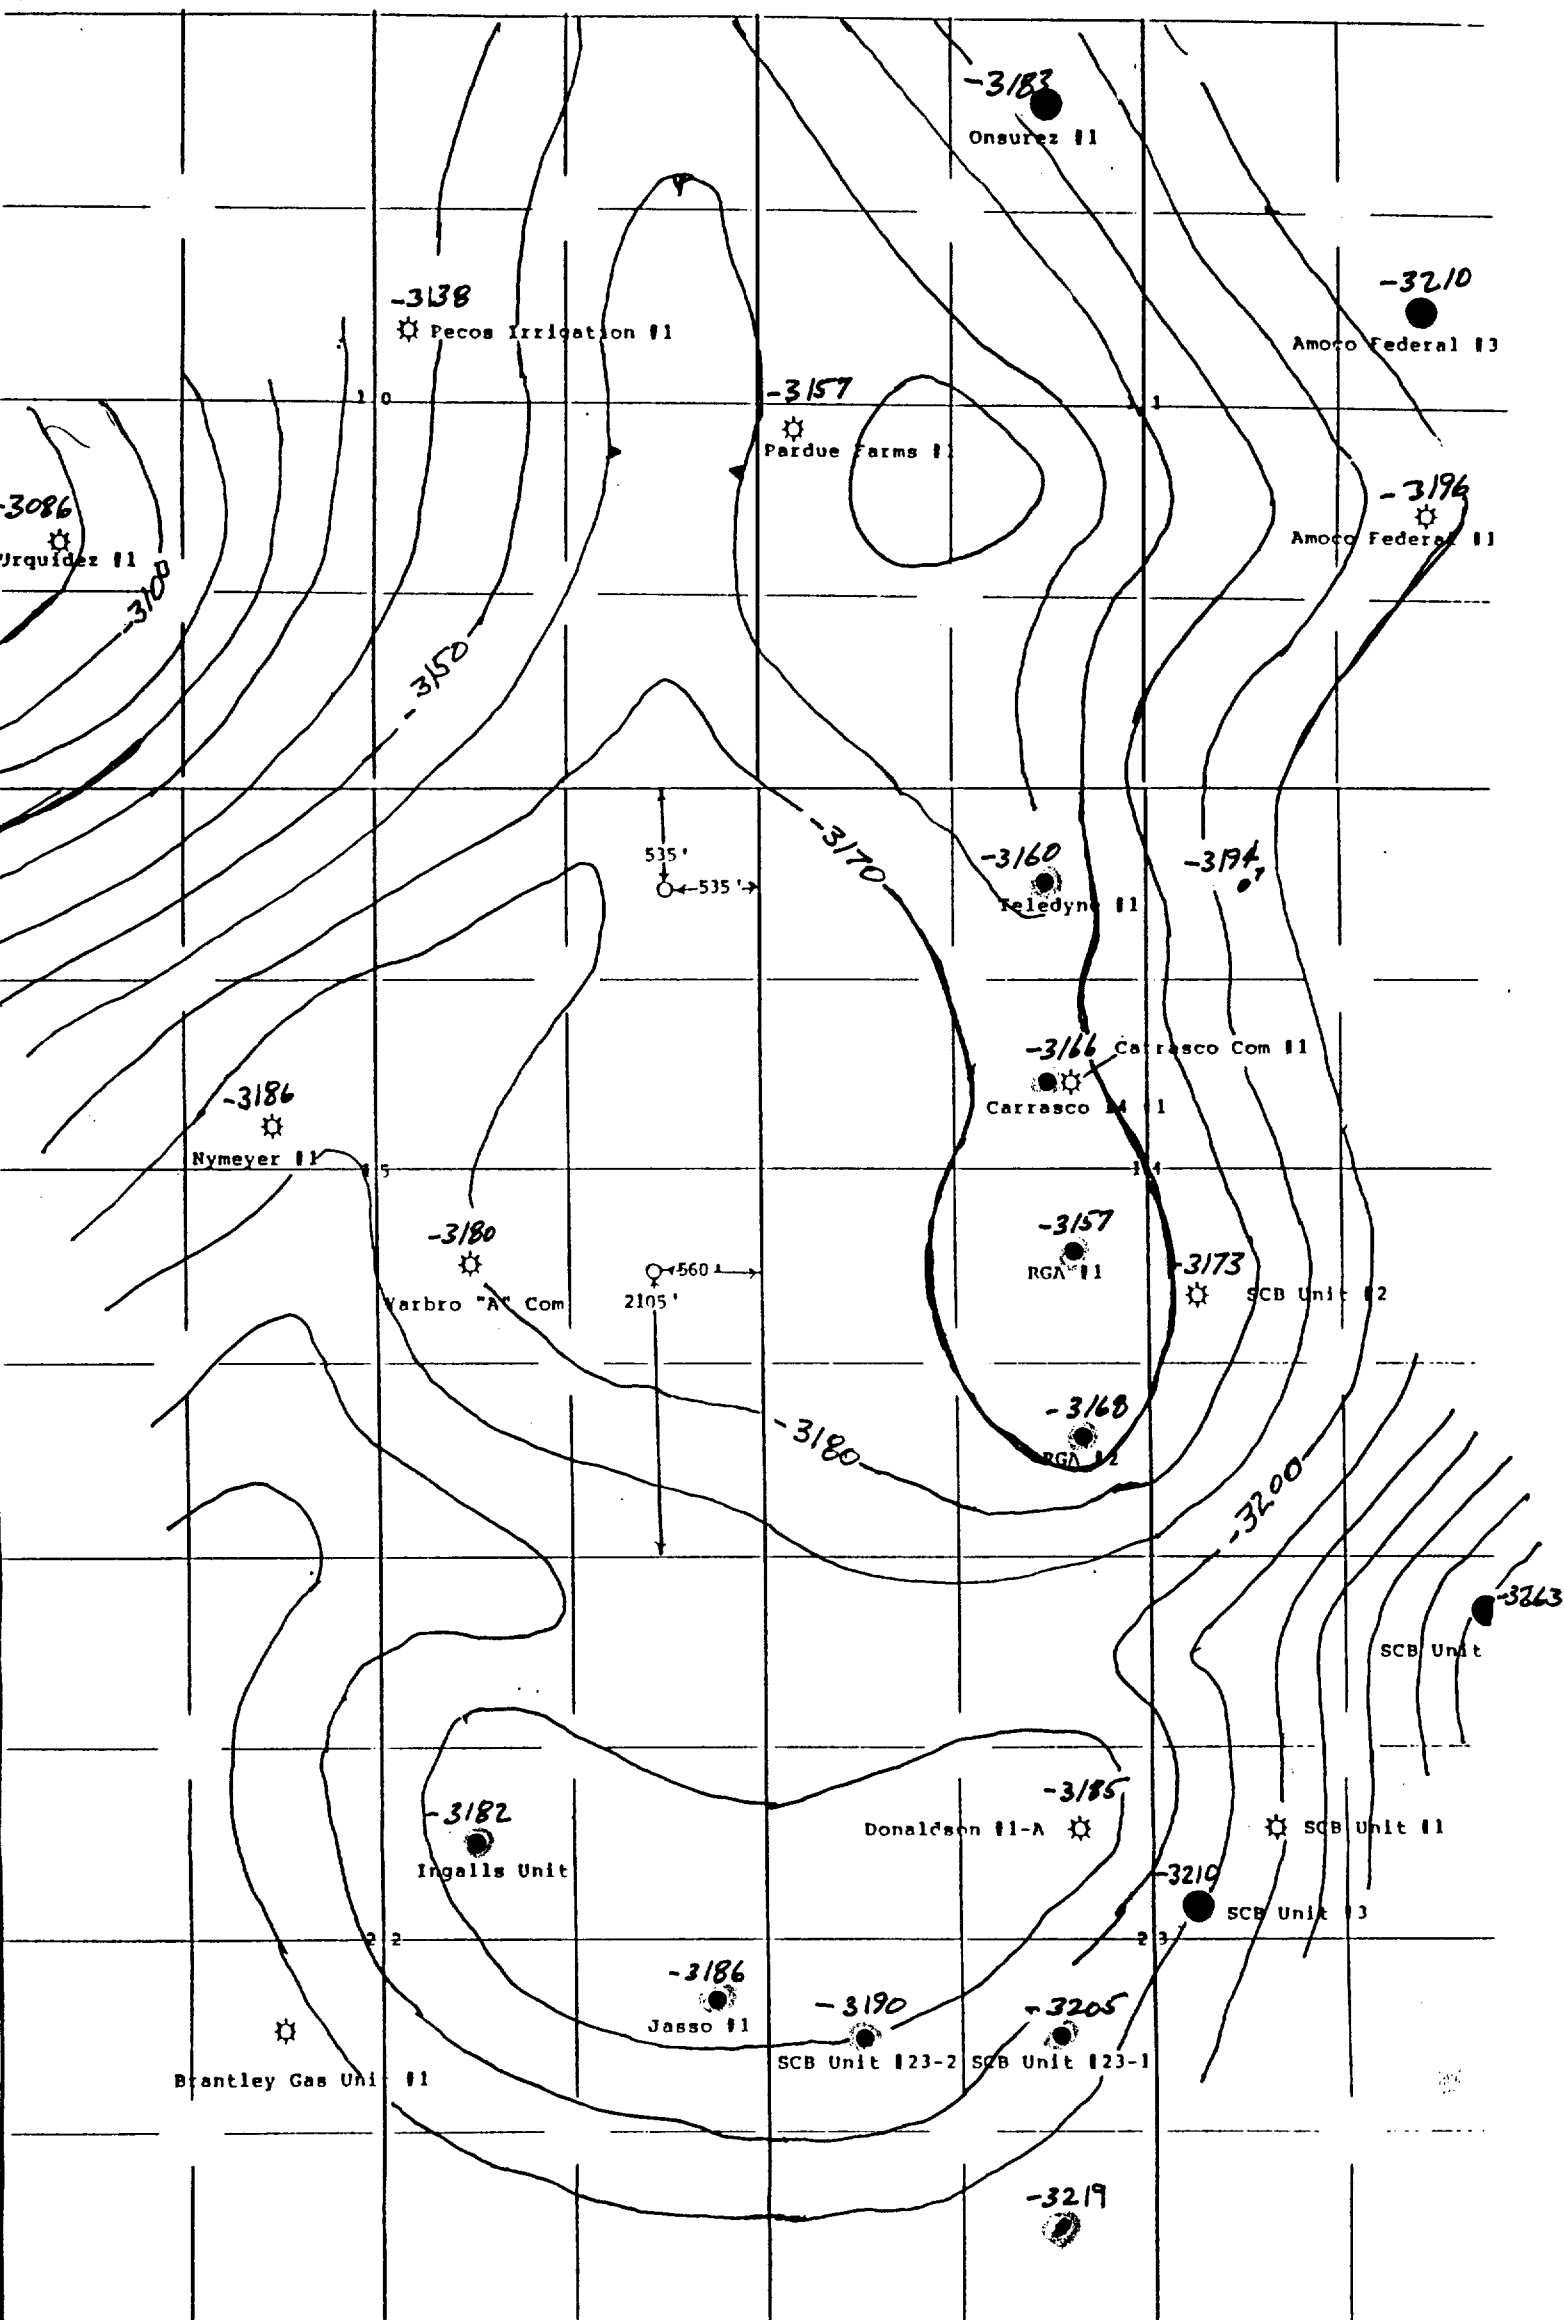 -3183
Onsurez #1
-3210
Amoco Federal #3
-3138
Pecos Irrigation #1
10
-3157
11
Pardue Farms #1
-3196
Amoco Federal #1
-3086
Urquidez #1
-3100
-3150
-3170
535'
535'
-3160
Teledyne #1
-3194
-3166
Carrasco Com #1
Carrasco 14 #1
-3186
Nymeyer #1
15
14
-3180
Yarbro "A" Com
560'
2105'
-3157
RGA #1
-3173
SCB Unit #2
-3168
RGA #2
-3180
-3200
-3263
SCB Unit
-3182
Ingalls Unit
-3185
Donaldson #1-A
SCB Unit #1
-3210
SCB Unit #3
22
23
-3186
Jasso #1
-3190
SCB Unit #23-2
-3205
SCB Unit #23-1
Brantley Gas Unit #1
-3219